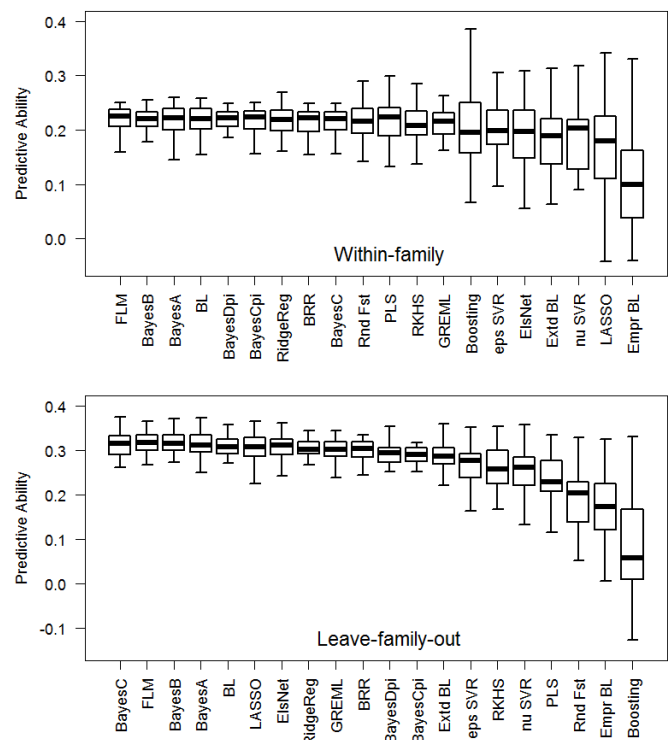 0.4
0.3
0.2
0.1
0.0
Predictive Ability
Within-family
FLM
BayesB
BayesA
BL
BayesDpi
BayesCpi
RidgeReg
BRR
BayesC
Rnd Fst
PLS
RKHS
GREML
Boosting
eps SVR
ElsNet
Extd BL
nu SVR
LASSO
Empr BL
0.4
0.3
0.2
0.1
0.0
-0.1
Predictive Ability
Leave-family-out
BayesC
FLM
BayesB
BayesA
BL
LASSO
ElsNet
RidgeReg
GREML
BRR
BayesDpi
BayesCpi
Extd BL
eps SVR
RKHS
nu SVR
PLS
Rnd Fst
Empr BL
Boosting